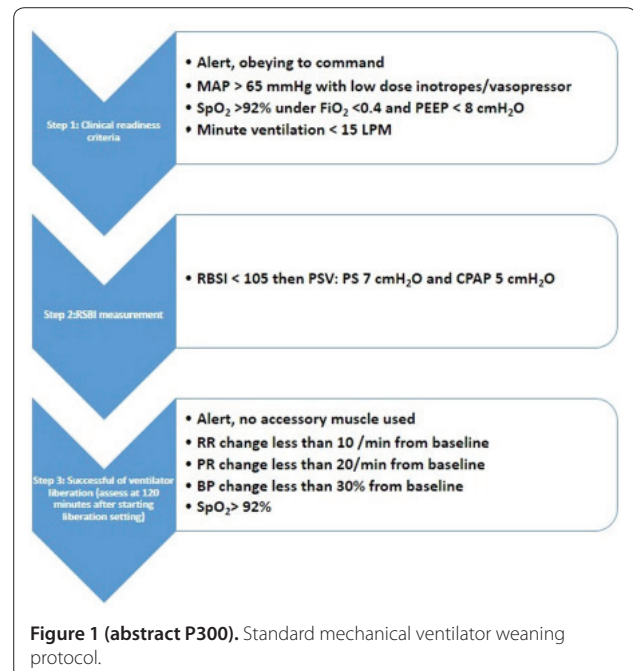 Step 1: Clinical readiness
criteria
• Alert, obeying to command
• MAP > 65 mmHg with low dose inotropes/vasopressor
• SpO₂ >92% under FiO₂ <0.4 and PEEP < 8 cmH₂O
• Minute ventilation < 15 LPM
Step 2:RSBI measurement
• RBSI < 105 then PSV: PS 7 cmH₂O and CPAP 5 cmH₂O
Step 3: Successful of ventilator
liberation (assess at 120
minutes after starting
liberation setting)
• Alert, no accessory muscle used
• RR change less than 10 /min from baseline
• PR change less than 20/min from baseline
• BP change less than 30% from baseline
• SpO₂> 92%
Figure 1 (abstract P300). Standard mechanical ventilator weaning
protocol.